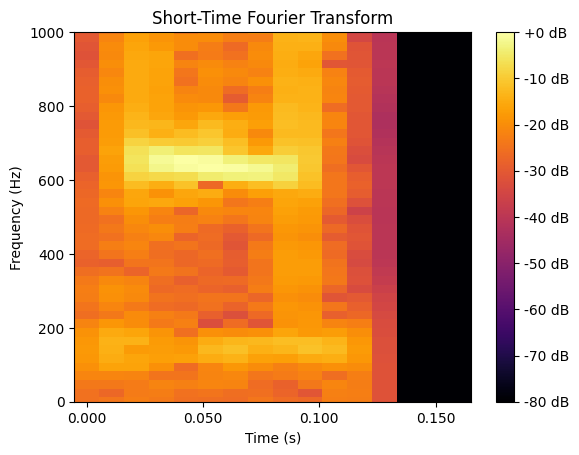 Short-Time Fourier Transform
1000
800
600
400
200
0
Frequency (Hz)
0.000
0.050
0.100
0.150
Time (s)
+0 dB
-10 dB
-20 dB
-30 dB
-40 dB
-50 dB
-60 dB
-70 dB
-80 dB